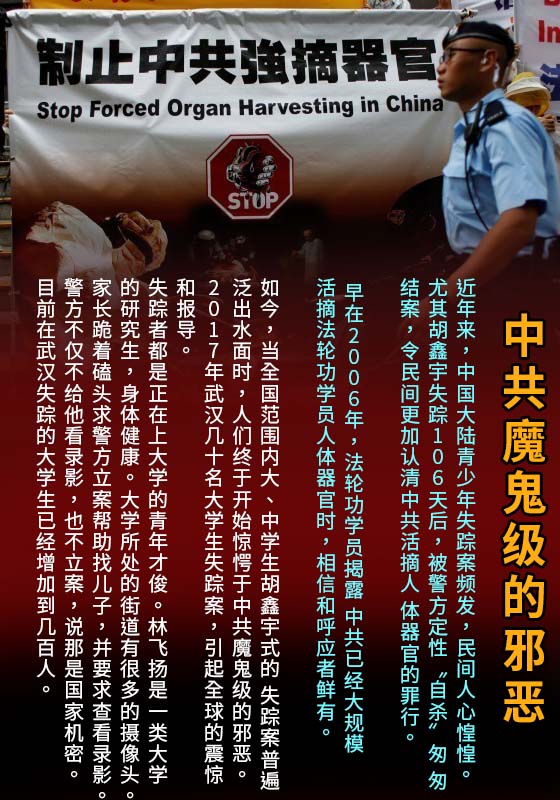 制止中共強摘器官
Stop Forced Organ Harvesting in China
STOP
中共魔鬼级的邪恶
近年来，中国大陆青少年失踪案频发，民间人心惶惶。
尤其胡鑫宇失踪106天后，被警方定性〝自杀〞匆匆
结案，令民间更加认清中共活摘人 体器官的罪行。
早在2006年，法轮功学员揭露 中共已经大规模
活摘法轮功学员人体器官时，相信和呼应者鲜有。
如今，当全国范围内大、中学生胡鑫宇式的 失踪案普遍
泛出水面时，人们终于开始惊愕于中共魔鬼级的邪恶。
2017年武汉几十名大学生失踪案，引起全球的震惊
和报导。
失踪者都是正在上大学的青年才俊。林飞扬是一类大学
的研究生，身体健康。大学所处的街道有很多的摄像头。
家长跪着磕头求警方立案帮助找儿子，并要求查看录影。
警方不仅不给他看录影，也不立案，说那是国家机密。
目前在武汉失踪的大学生已经增加到几百人。